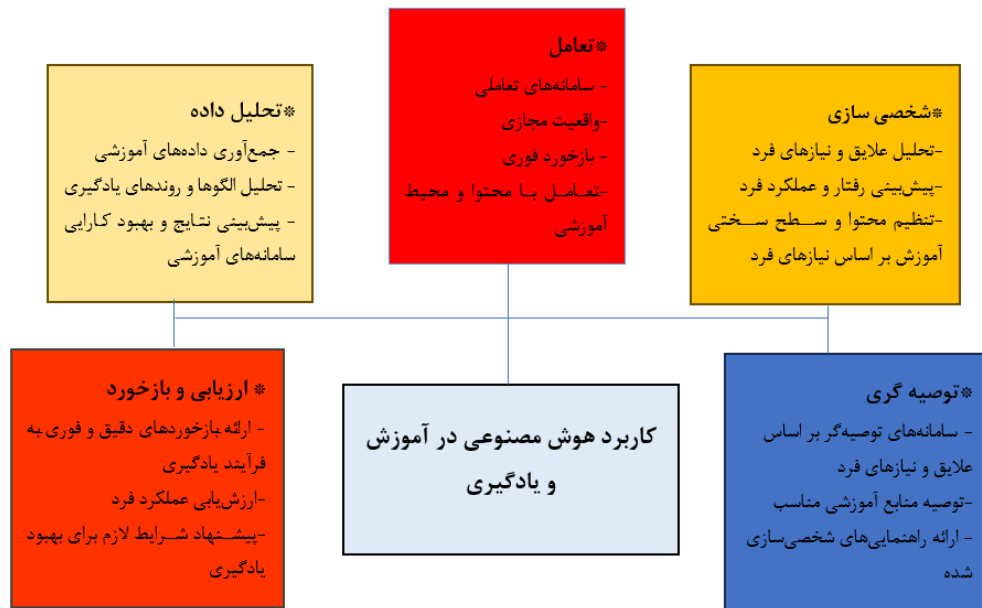 *تعامل
- سامانه‌های تعاملی
-واقعیت مجازی
- بازخورد فوری
-تعامل با محتوا و محیط
آموزشی
*شخصی سازی
-تحلیل علایق و نیازهای فرد
-پیش‌بینی رفتار و عملکرد فرد
-تنظیم محتوا و سطح سختی
آموزش بر اساس نیازهای فرد
*تحلیل داده
- جمع‌آوری داده‌های آموزشی
- تحلیل الگوها و روندهای یادگیری
- پیش‌بینی نتایج و بهبود کارایی
سامانه‌های آموزشی
*توصیه گری
- سامانه‌های توصیه‌گر بر اساس
علایق و نیازهای فرد
-توصیه منابع آموزشی مناسب
- ارائه راهنمایی‌های شخصی‌سازی
شده
کاربرد هوش مصنوعی در آموزش
و یادگیری
* ارزیابی و بازخورد
- ارائه بازخوردهای دقیق و فوری به
فرآیند یادگیری
-ارزش‌یابی عملکرد فرد
-پیشنهاد شرایط لازم برای بهبود
یادگیری